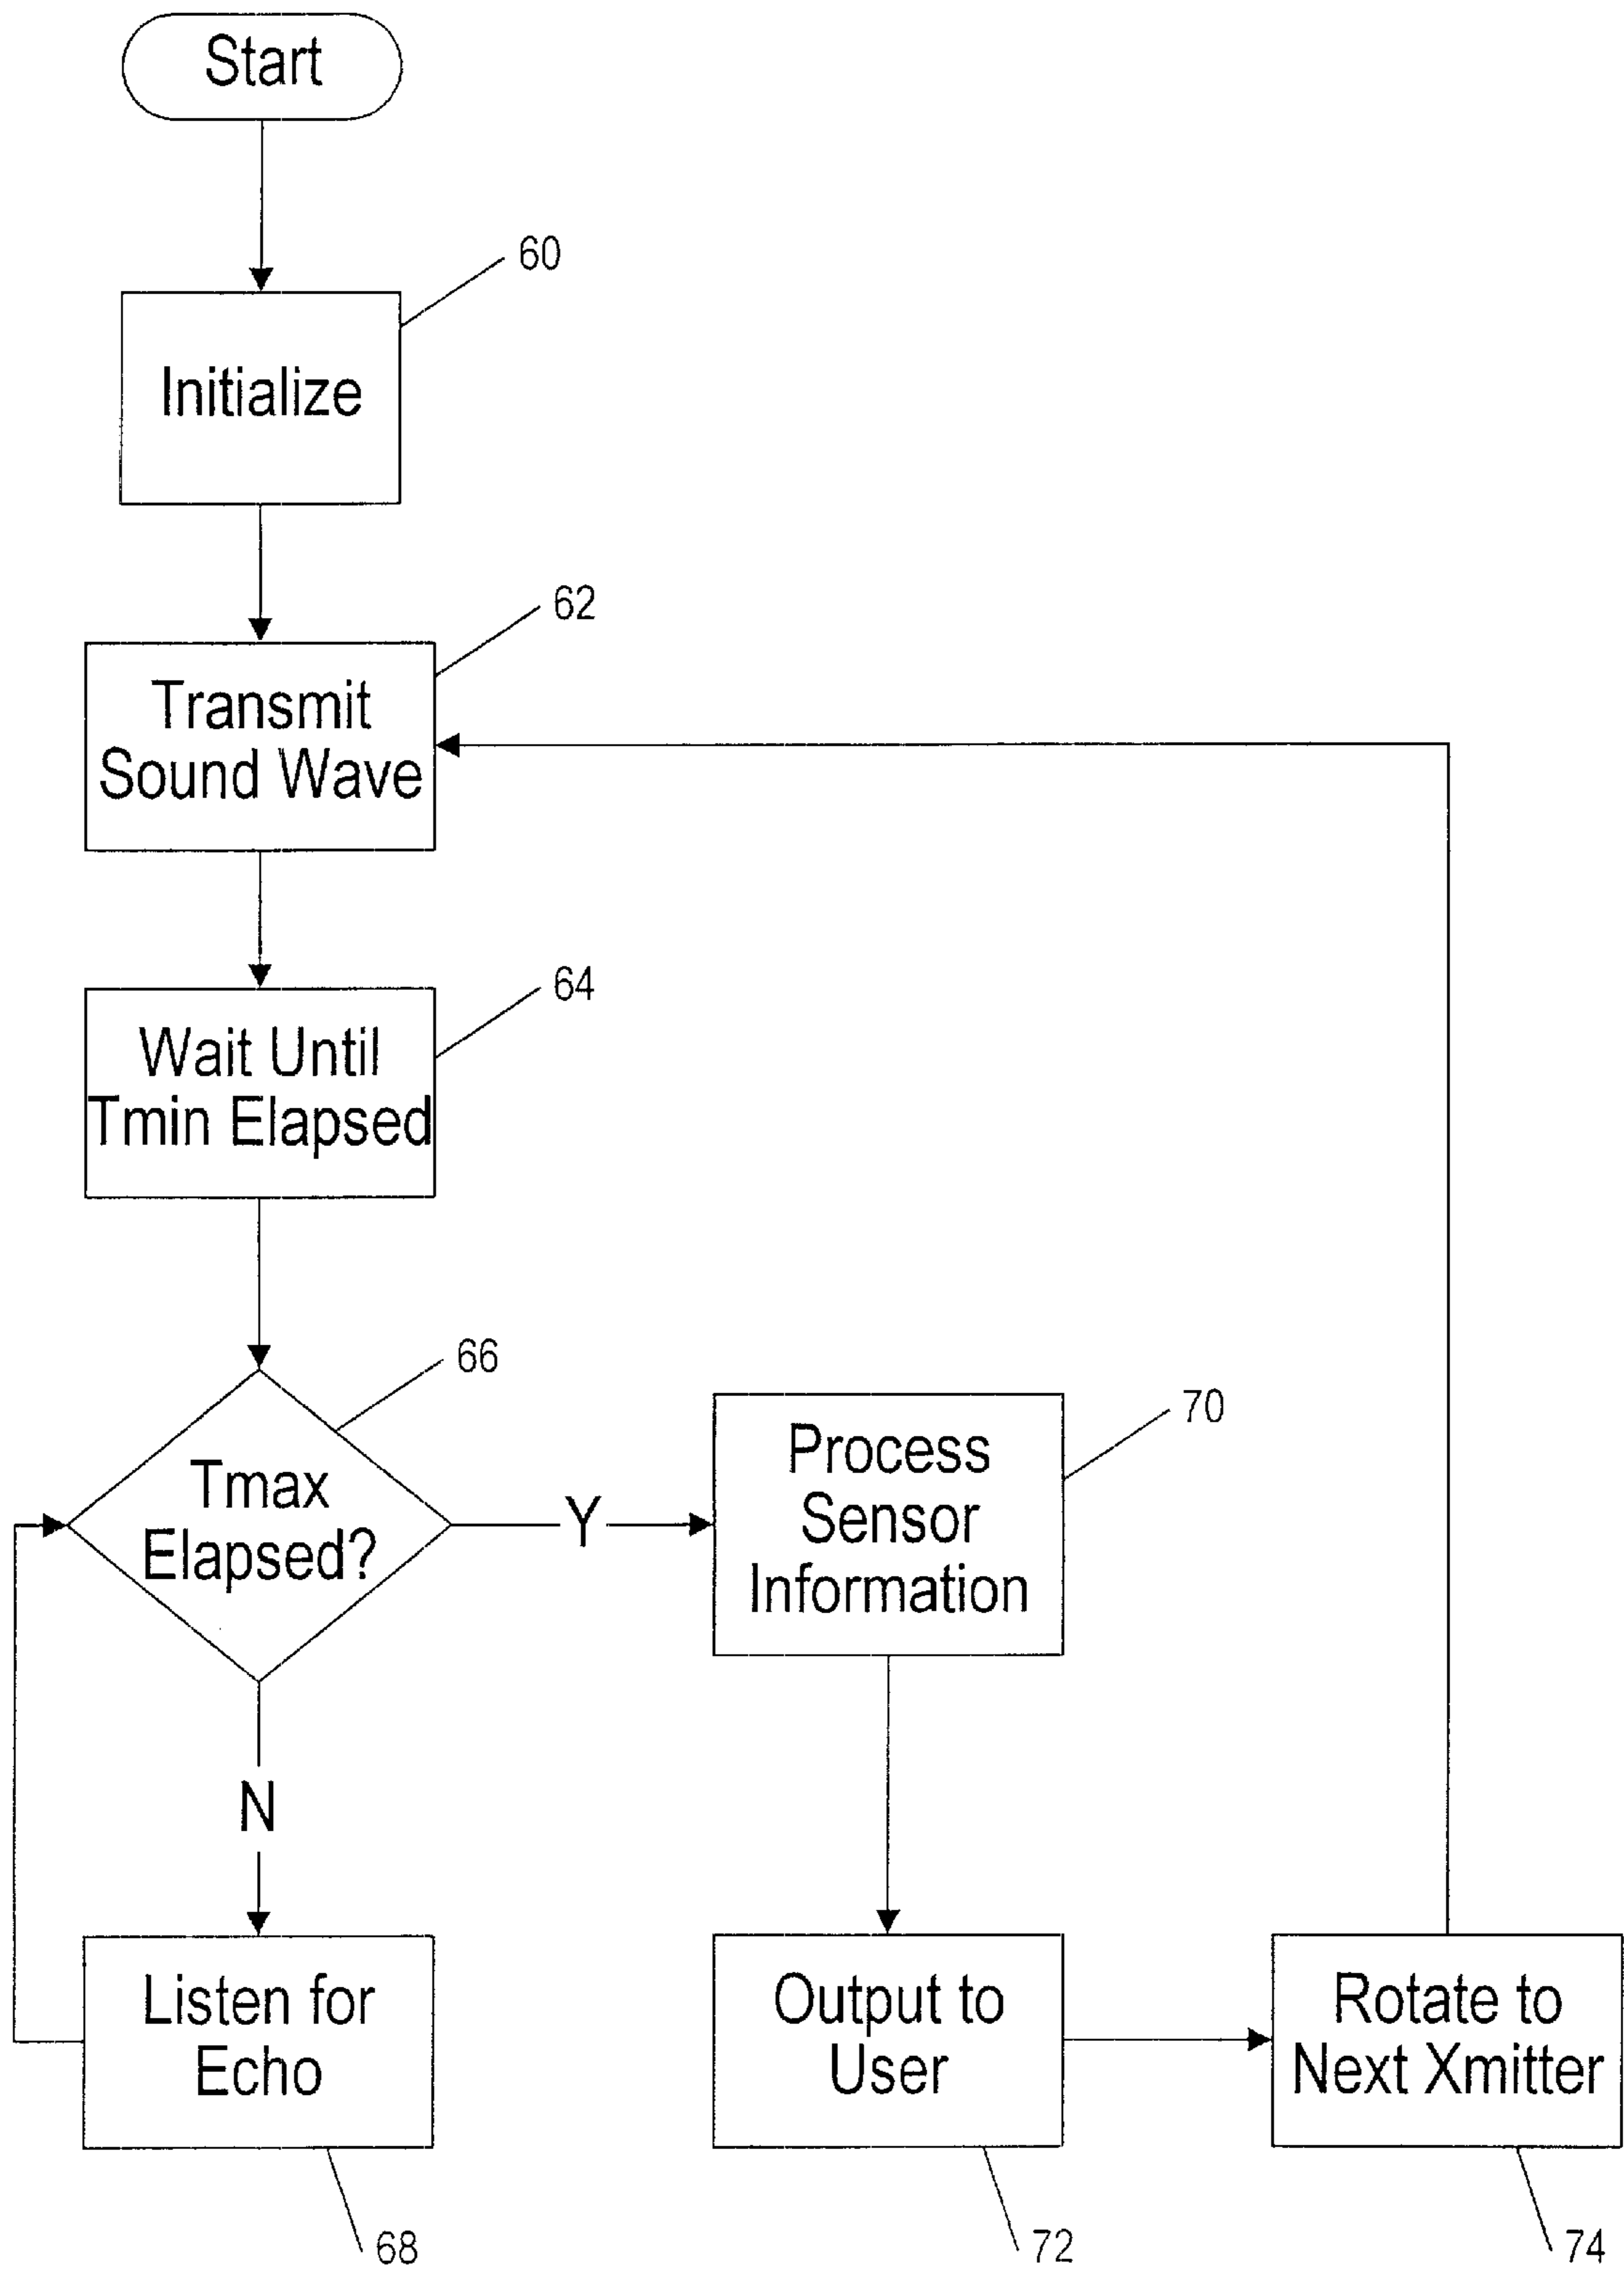 Start
60
Initialize
62
Transmit
Sound Wave
64
Wait Until
Tmin Elapsed
66
Tmax
Elapsed?
Y
70
Process
Sensor
Information
N
Listen for
Echo
68
Output to
User
72
Rotate to
Next Xmitter
74